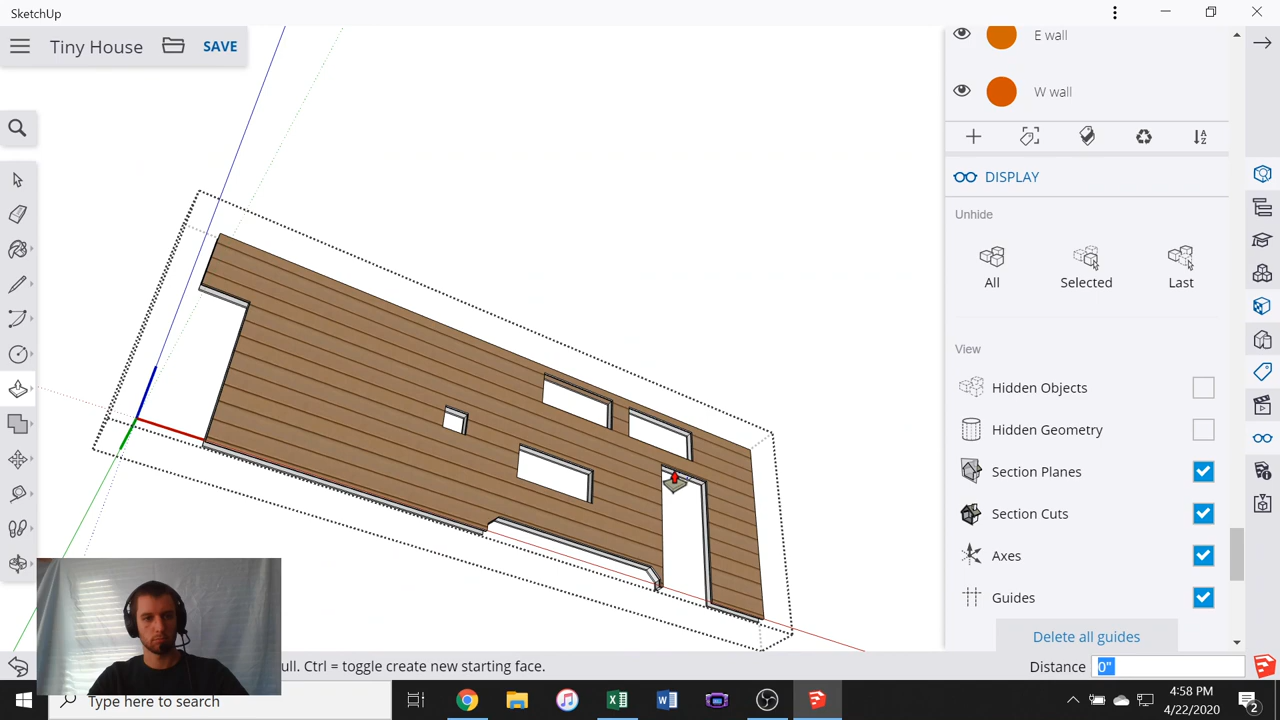 SketchUp
Tiny House
SAVE
E wall
W wall
DISPLAY
Unhide
All
Selected
Last
View
Hidden Objects
Hidden Geometry
Section Planes
Section Cuts
Axes
Guides
Delete all guides
ull. Ctrl = toggle create new starting face.
Distance
0"
Type here to search
4:58 PM
4/22/2020
2